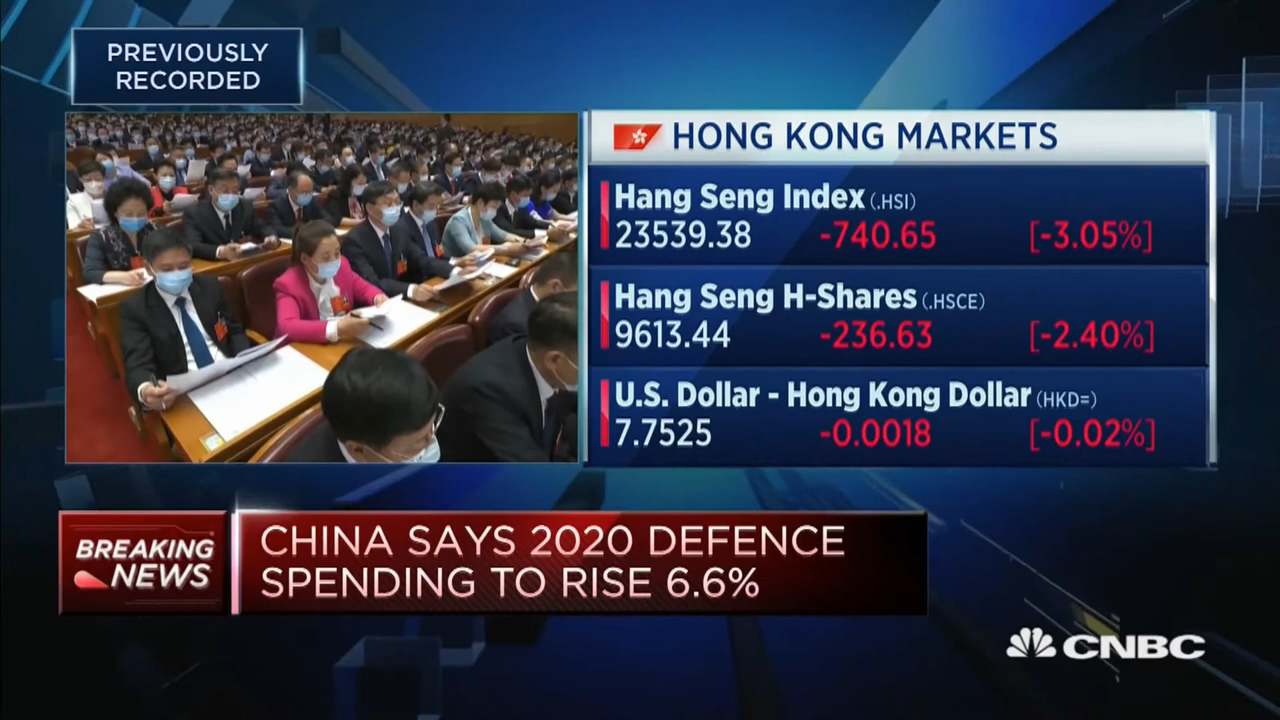 PREVIOUSLY
RECORDED
HONG KONG MARKETS
Hang Seng Index (.HSI)
23539.38 -740.65 [-3.05%]
Hang Seng H-Shares (.HSCE)
9613.44 -236.63 [-2.40%]
U.S. Dollar - Hong Kong Dollar (HKD=)
7.7525 -0.0018 [-0.02%]
BREAKING
NEWS
CHINA SAYS 2020 DEFENCE
SPENDING TO RISE 6.6%
CNBC